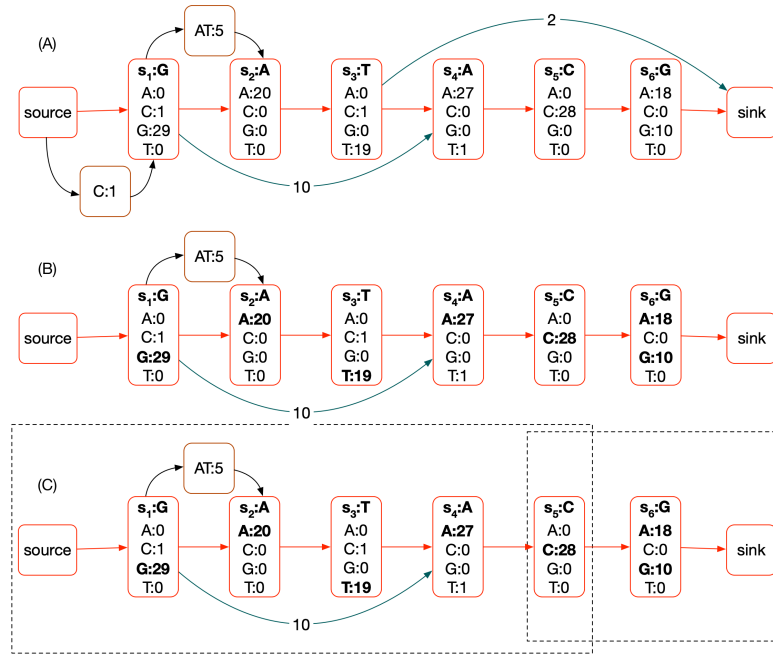 2
(A)
AT:5
s₁:G s₂:A s₃:T s₄:A s₅:C s₆:G
source A:0 A:20 A:0 A:27 A:0 A:18 sink
C:1 C:0 C:1 C:0 C:28 C:0
G:29 G:0 G:0 G:0 G:0 G:10
T:0 T:0 T:19 T:1 T:0 T:0
C:1
10
(B)
AT:5
s₁:G s₂:A s₃:T s₄:A s₅:C s₆:G
source A:0 A:20 A:0 A:27 A:0 A:18 sink
C:1 C:0 C:1 C:0 C:28 C:0
G:29 G:0 G:0 G:0 G:0 G:10
T:0 T:0 T:19 T:1 T:0 T:0
10
(C)
AT:5
s₁:G s₂:A s₃:T s₄:A s₅:C s₆:G
source A:0 A:20 A:0 A:27 A:0 A:18 sink
C:1 C:0 C:1 C:0 C:28 C:0
G:29 G:0 G:0 G:0 G:0 G:10
T:0 T:0 T:19 T:1 T:0 T:0
10